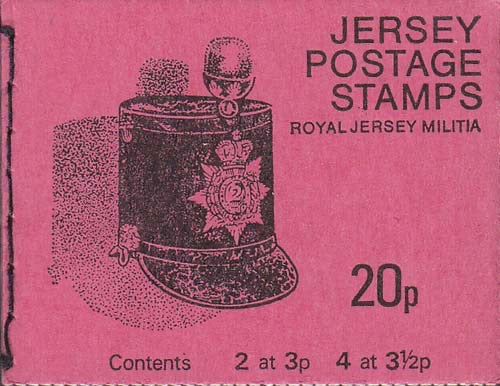 JERSEY
POSTAGE
STAMPS
ROYAL JERSEY MILITIA
2
20p
Contents 2 at 3p 4 at 3½p